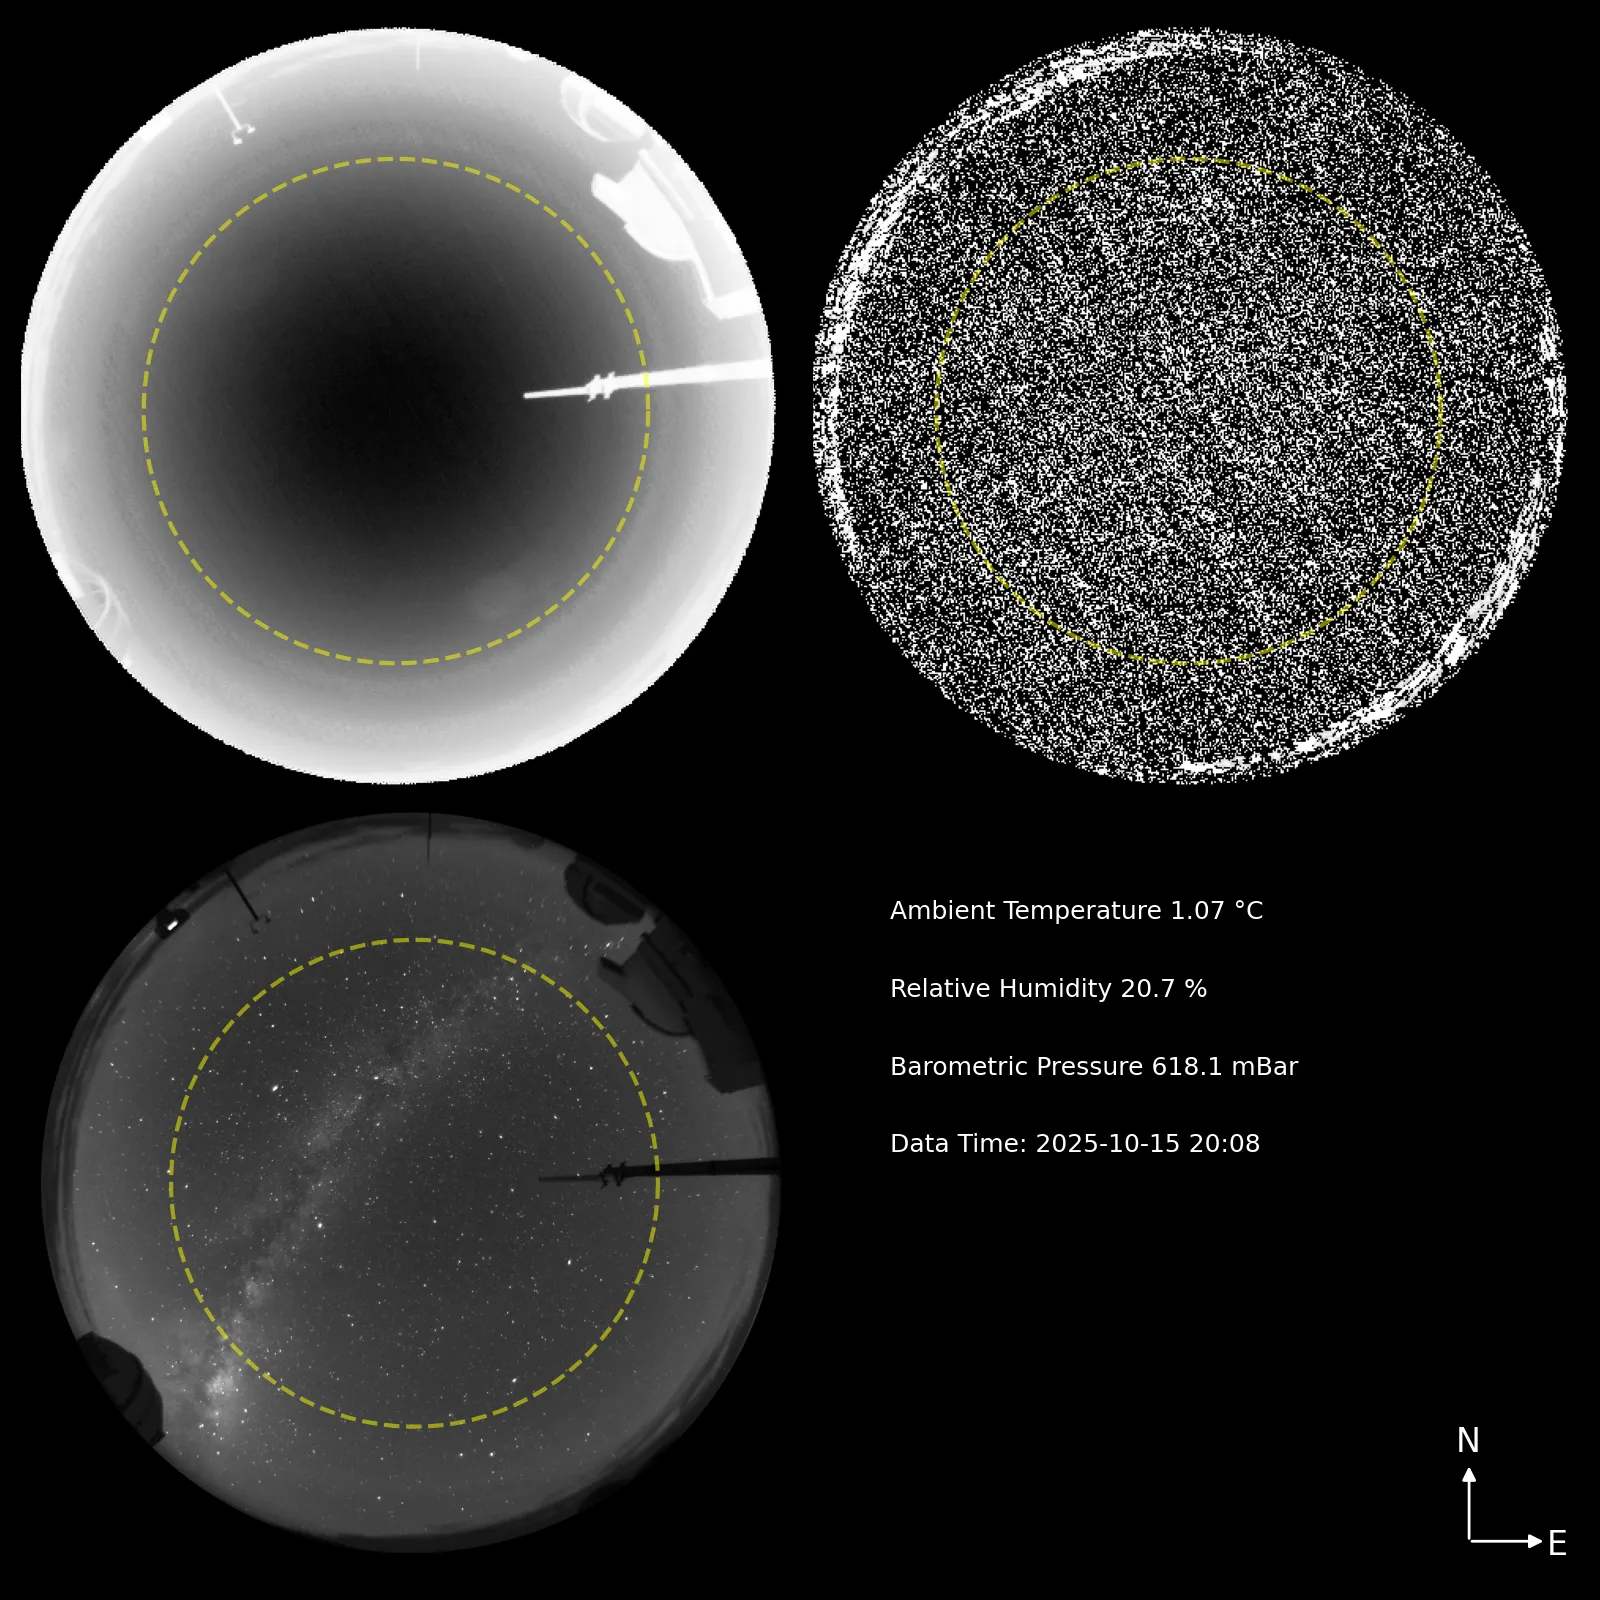 Ambient Temperature 1.07 °C
Relative Humidity 20.7 %
Barometric Pressure 618.1 mBar
Data Time: 2025-10-15 20:08
N
E